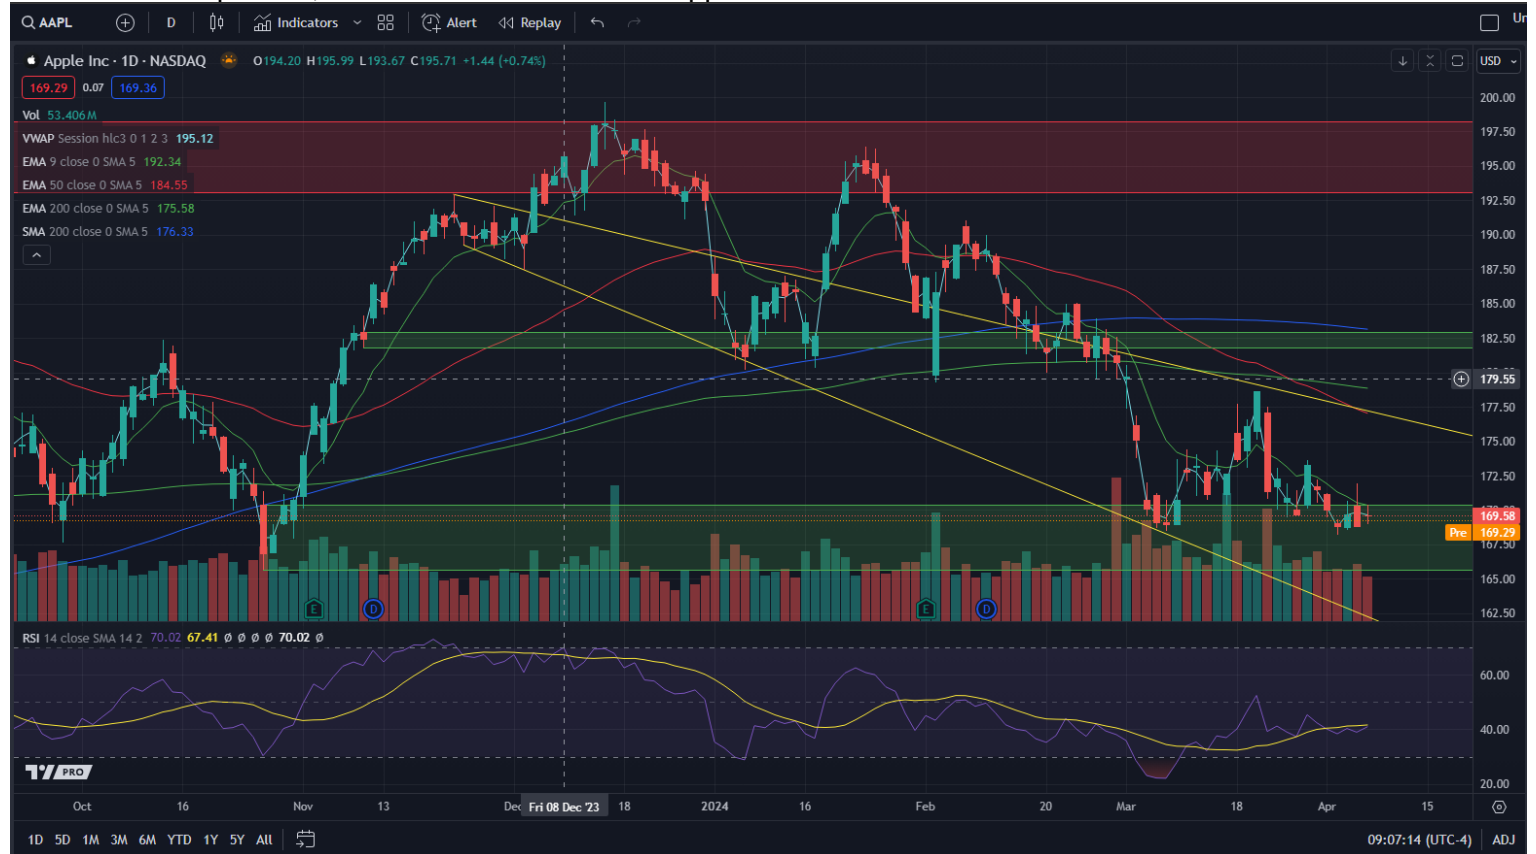 AAPL D Indicators Alert Replay Un
Apple Inc · 1D · NASDAQ O194.20 H195.99 L193.67 C195.71 +1.44 (+0.74%) USD
169.29 0.07 169.36
Vol 53.406M
VWAP Session hlc3 0 1 2 3 195.12
EMA 9 close 0 SMA 5 192.34
EMA 50 close 0 SMA 5 184.55
EMA 200 close 0 SMA 5 175.58
SMA 200 close 0 SMA 5 176.33
200.00
197.50
195.00
192.50
190.00
187.50
185.00
182.50
179.55
177.50
175.00
172.50
169.58
Pre 169.29
167.50
165.00
162.50
E D E D
RSI 14 close SMA 14 2 70.02 67.41 ø ø ø ø 70.02 ø
60.00
40.00
20.00
TV PRO
Oct 16 Nov 13 Dec Fri 08 Dec '23 18 2024 16 Feb 20 Mar 18 Apr 15
1D 5D 1M 3M 6M YTD 1Y 5Y All 09:07:14 (UTC-4) ADJ